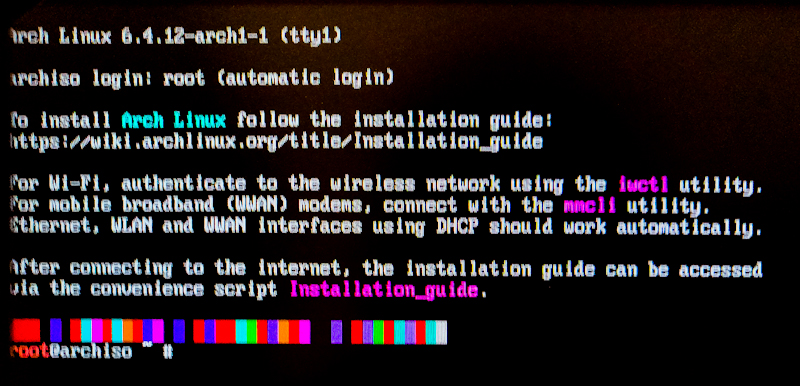 Arch Linux 6.4.12-arch1-1 (tty1)
archiso login: root (automatic login)
To install Arch Linux follow the installation guide:
https://wiki.archlinux.org/title/Installation_guide
For Wi-Fi, authenticate to the wireless network using the iwctl utility.
For mobile broadband (WWAN) modems, connect with the mmcli utility.
Ethernet, WLAN and WWAN interfaces using DHCP should work automatically.
After connecting to the internet, the installation guide can be accessed
via the convenience script Installation_guide.
root@archiso ~ #